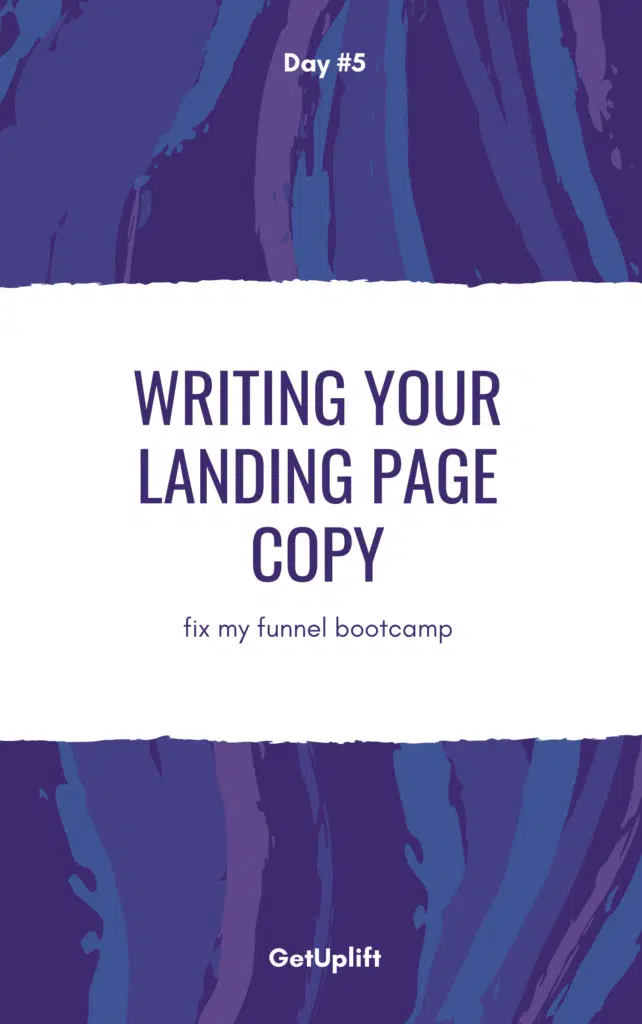 Day #5
WRITING YOUR
LANDING PAGE
COPY
fix my funnel bootcamp
GetUplift